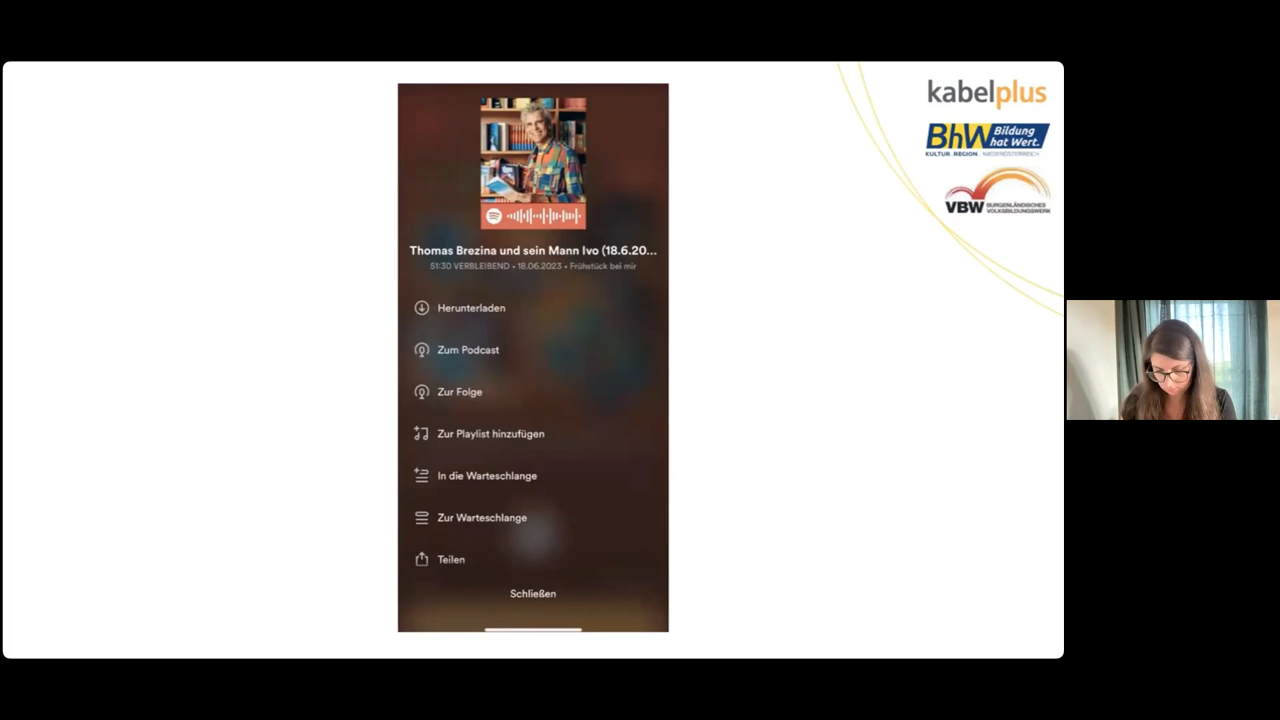 kabelplus
BhW Bildung
hat Wert.
KULTUR.REGION NIEDERÖSTERREICH
VBW BURGENLÄNDISCHES
VOLKSBILDUNGSWERK
Thomas Brezina und sein Mann Ivo (18.6.20...
51:30 VERBLEIBEND • 18.06.2023 • Frühstück bei mir
Herunterladen
Zum Podcast
Zur Folge
Zur Playlist hinzufügen
In die Warteschlange
Zur Warteschlange
Teilen
Schließen